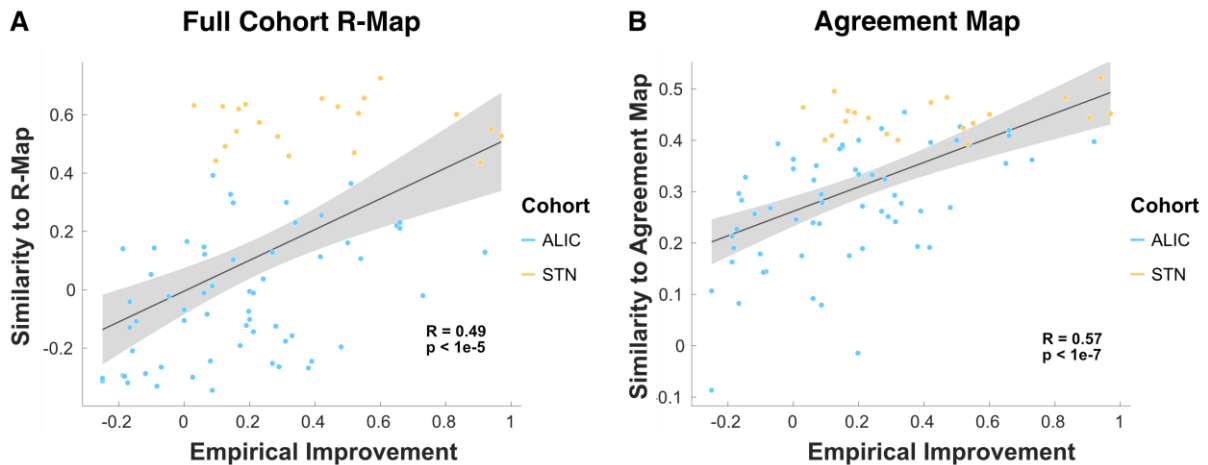 A
Full Cohort R-Map
Similarity to R-Map
0.6
0.4
0.2
0
-0.2
-0.2
0
0.2
0.4
0.6
0.8
1
Empirical Improvement
R = 0.49
p < 1e-5
Cohort
ALIC
STN
B
Agreement Map
Similarity to Agreement Map
0.5
0.4
0.3
0.2
0.1
0
-0.1
-0.2
0
0.2
0.4
0.6
0.8
1
Empirical Improvement
R = 0.57
p < 1e-7
Cohort
ALIC
STN